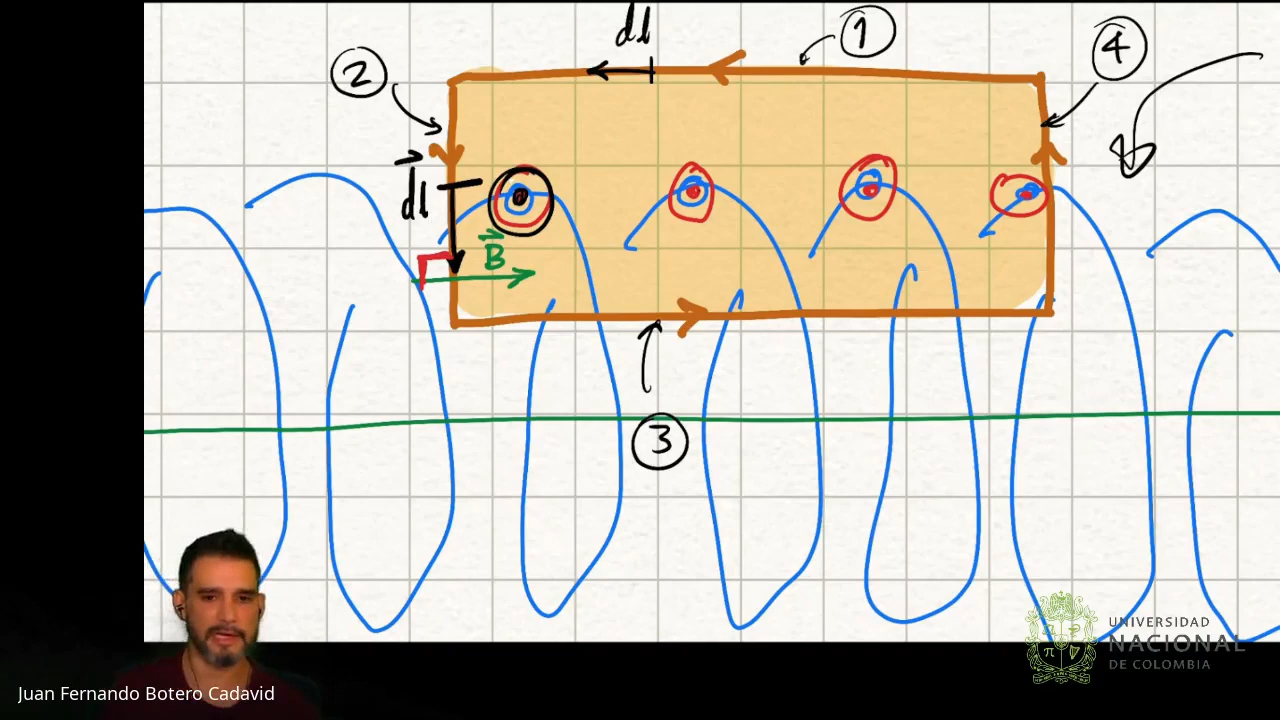 dl
①
②
④
dl
B
③
UNIVERSIDAD
NACIONAL
DE COLOMBIA
Juan Fernando Botero Cadavid